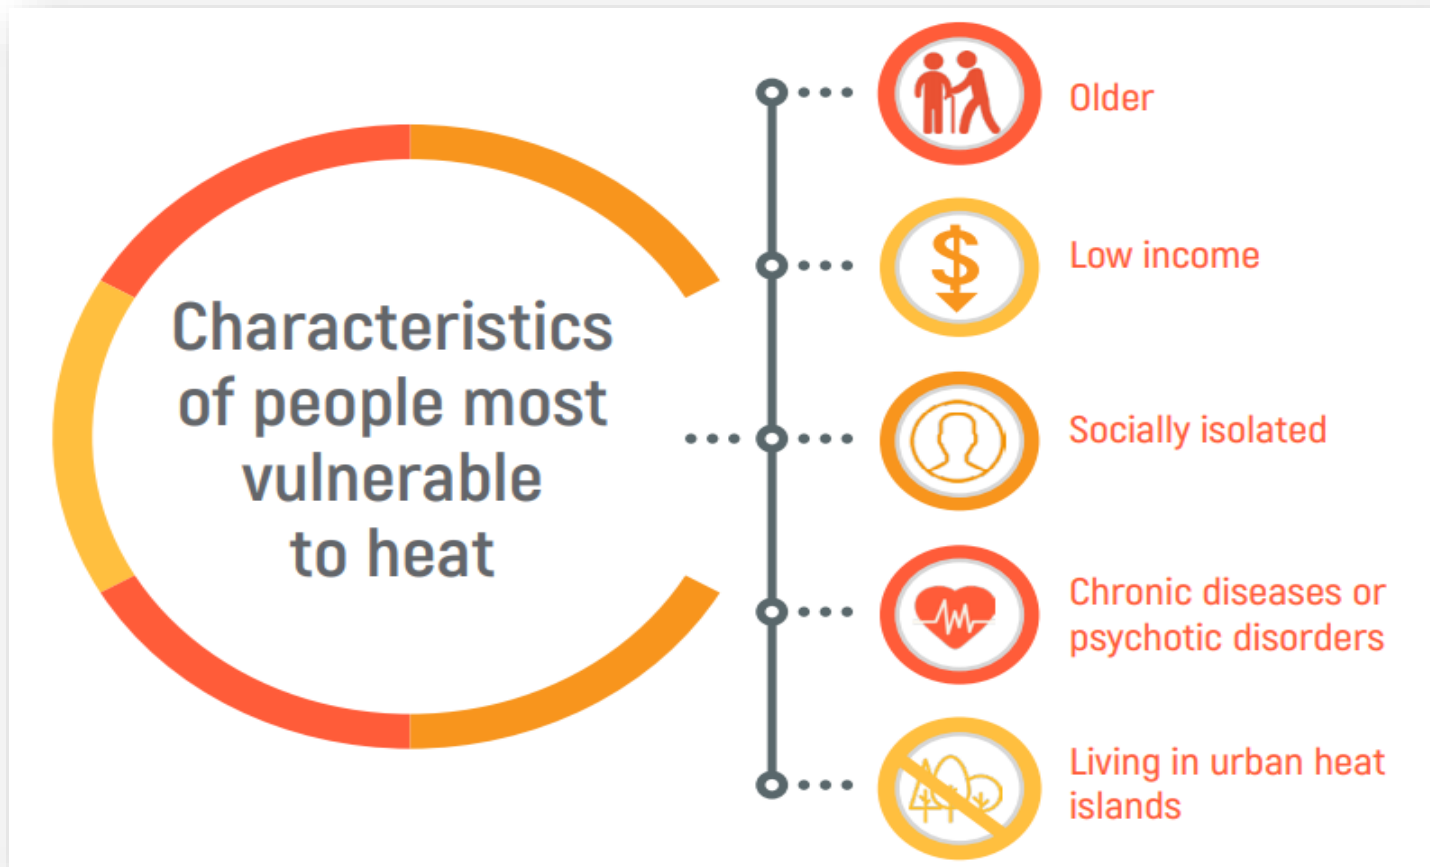 Characteristics
of people most
vulnerable
to heat
Older
Low income
Socially isolated
Chronic diseases or
psychotic disorders
Living in urban heat
islands